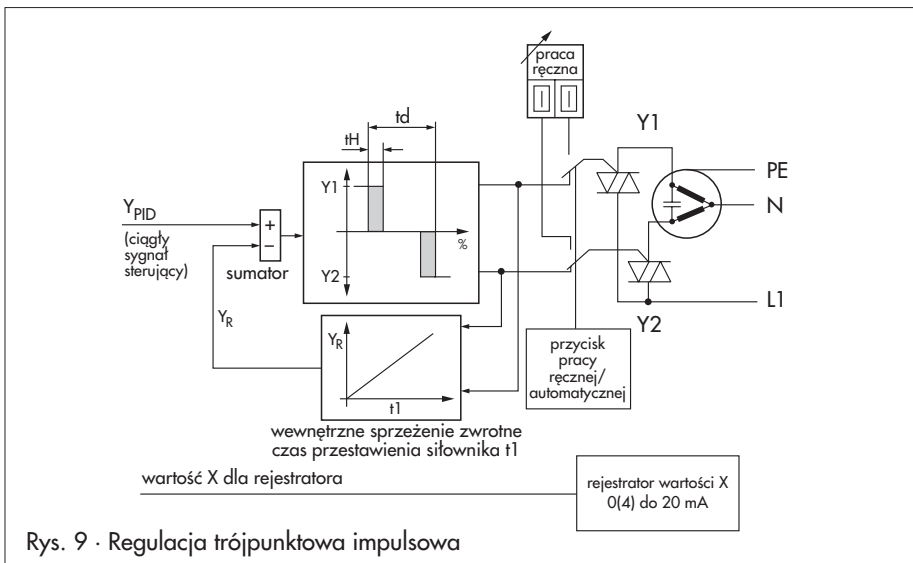 praca
ręczna
td
tH
Y1
Y1
PE
N
YPID
(ciągły
sygnał
sterujący)
+
−
sumator
%
Y2
L1
Y2
YR
YR
t1
przycisk
pracy
ręcznej/
automatycznej
wewnętrzne sprzeżenie zwrotne
czas przestawienia siłownika t1
wartość X dla rejestratora
rejestrator wartości X
0(4) do 20 mA
Rys. 9 · Regulacja trójpunktowa impulsowa